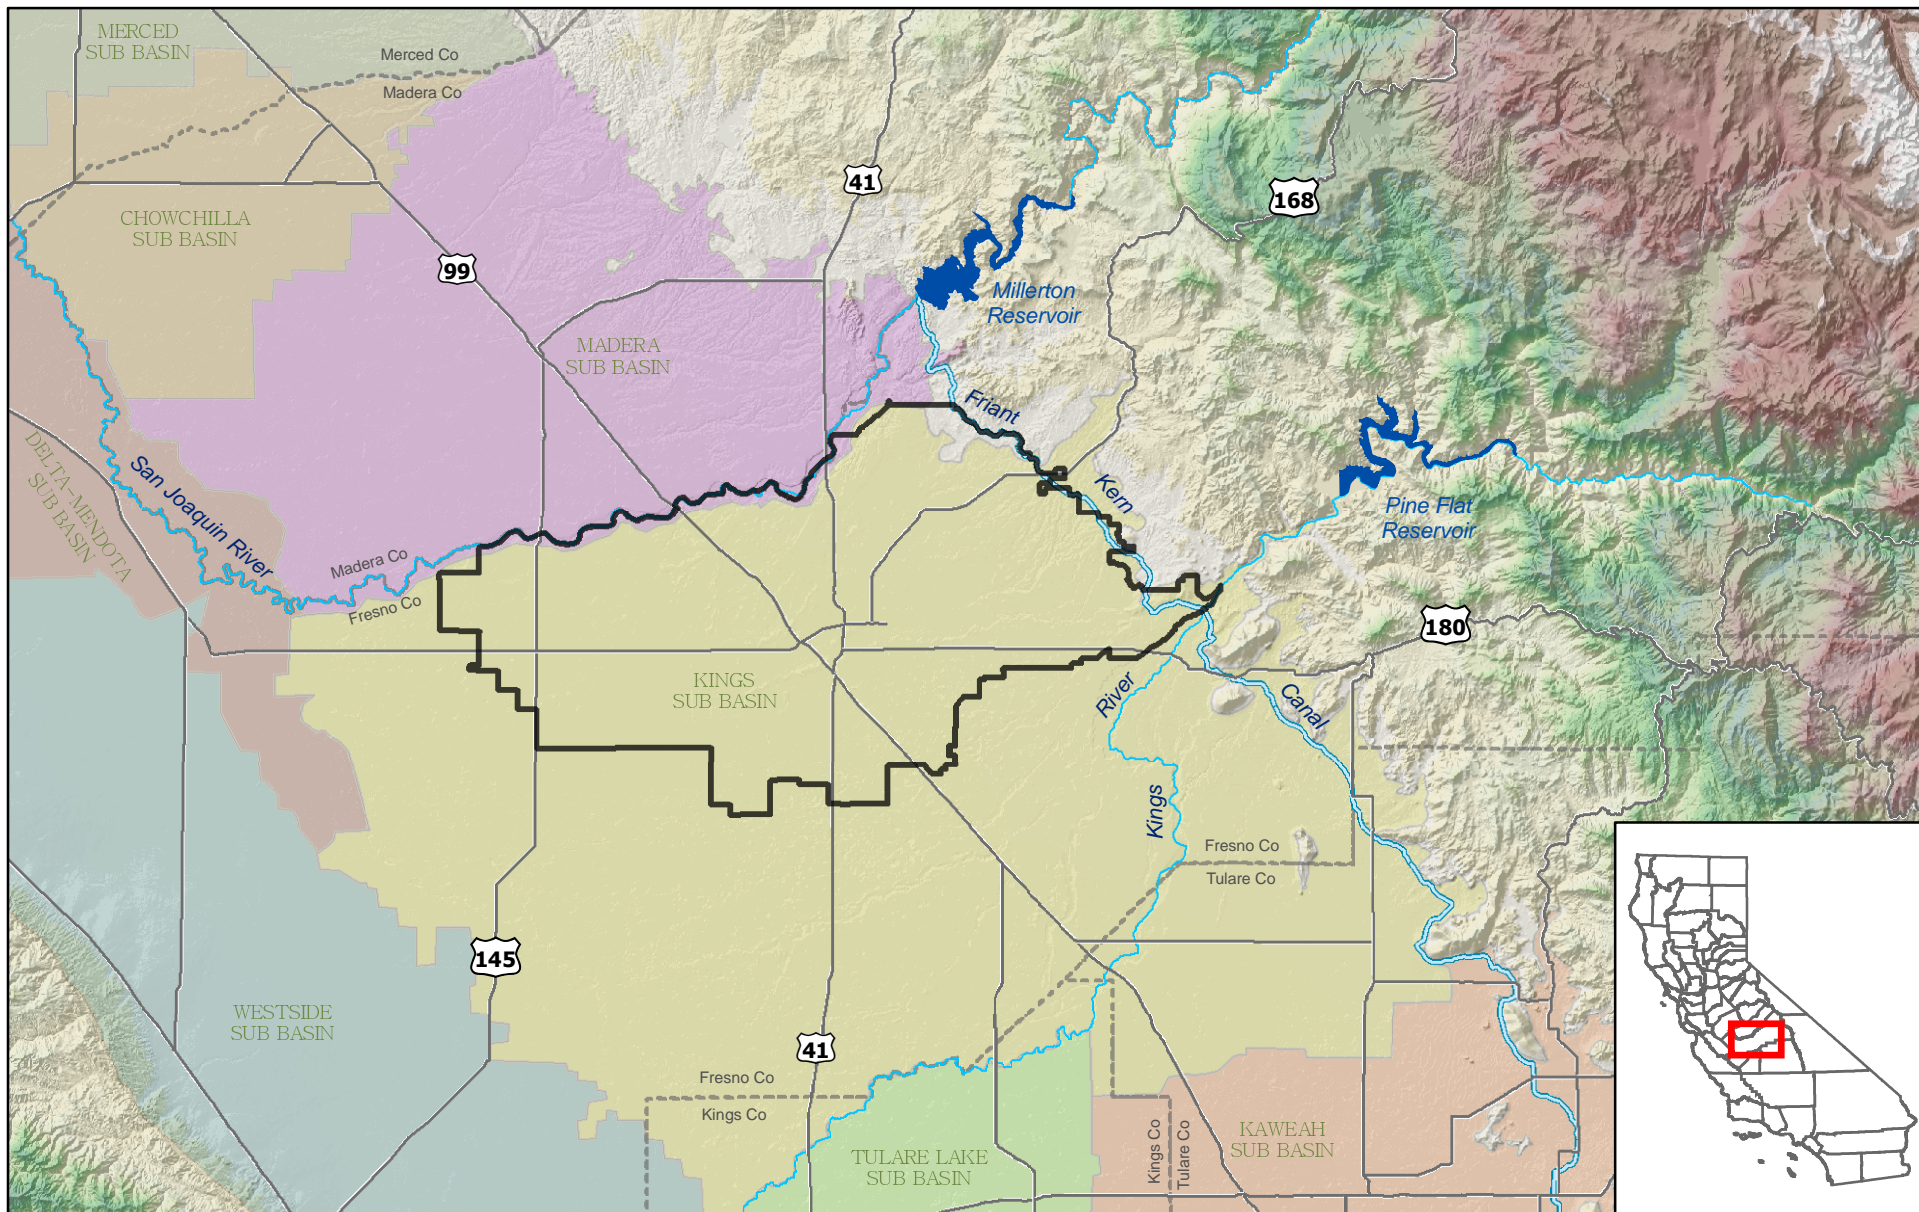 MERCED
SUB BASIN
Merced Co
Madera Co
41
168
CHOWCHILLA
SUB BASIN
99
Millerton
Reservoir
MADERA
SUB BASIN
Friant
DELTA-MENDOTA
SUB BASIN
San Joaquin River
Kern
Pine Flat
Reservoir
Madera Co
Fresno Co
180
KINGS
SUB BASIN
River
Canal
Kings
Fresno Co
Tulare Co
145
WESTSIDE
SUB BASIN
41
Fresno Co
Kings Co
TULARE LAKE
SUB BASIN
Kings Co
Tulare Co
KAWEAH
SUB BASIN